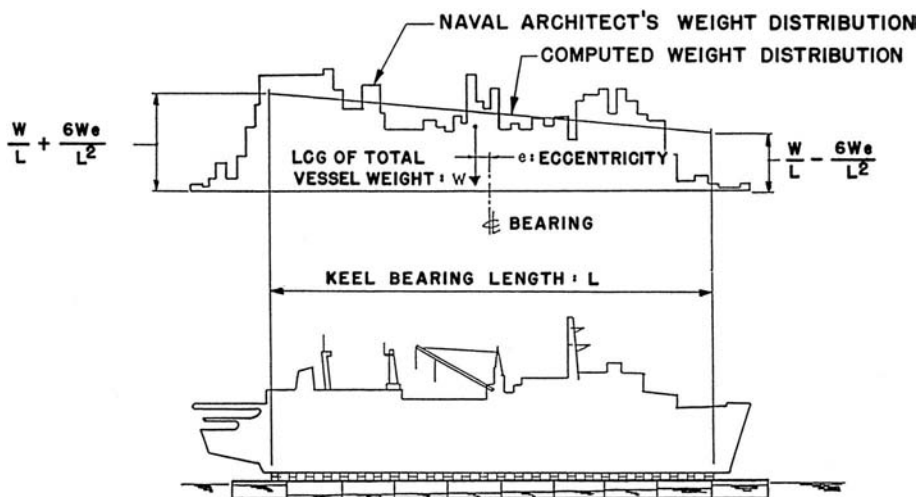 NAVAL ARCHITECT'S WEIGHT DISTRIBUTION
COMPUTED WEIGHT DISTRIBUTION
W/L + 6We/L²
LCG OF TOTAL
VESSEL WEIGHT : W
e : ECCENTRICITY
W/L - 6We/L²
℄ BEARING
KEEL BEARING LENGTH : L